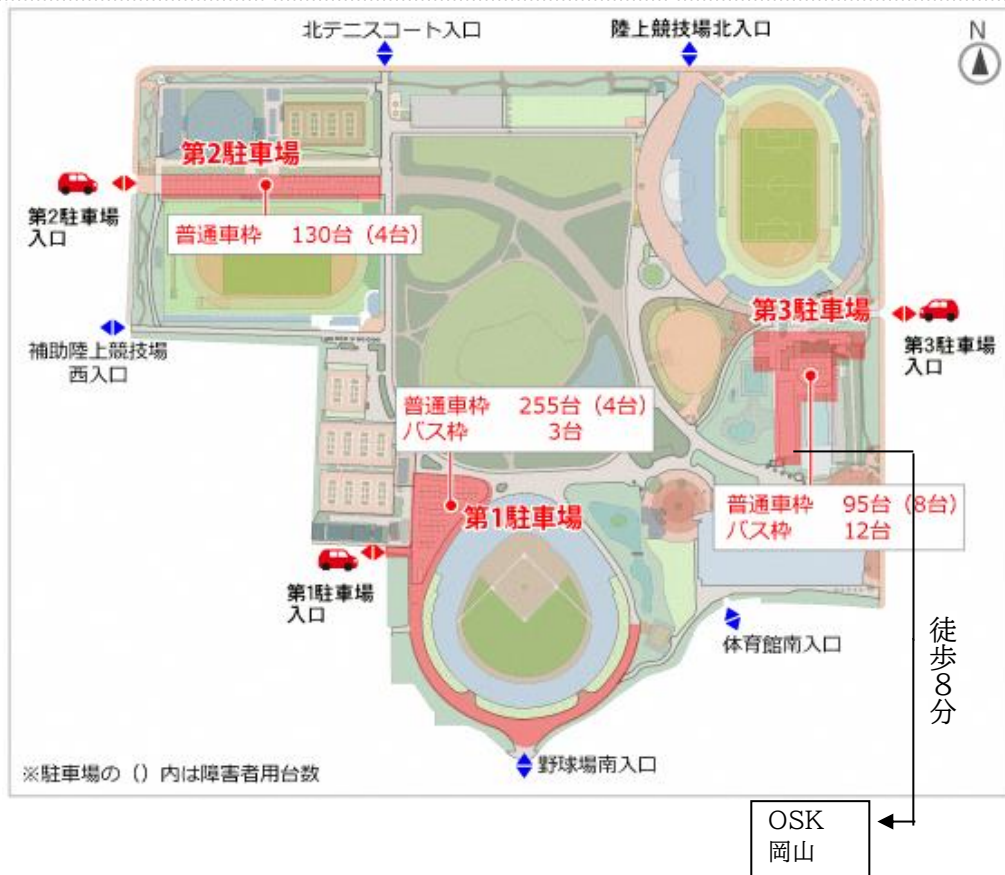 北テニスコート入口
陸上競技場北入口
N
第2駐車場
第2駐車場
入口
普通車枠 130台 (4台)
第3駐車場
第3駐車場
入口
補助陸上競技場
西入口
普通車枠 255台 (4台)
バス枠 3台
普通車枠 95台 (8台)
バス枠 12台
第1駐車場
第1駐車場
入口
体育館南入口
徒歩8分
野球場南入口
※駐車場の () 内は障害者用台数
OSK
岡山